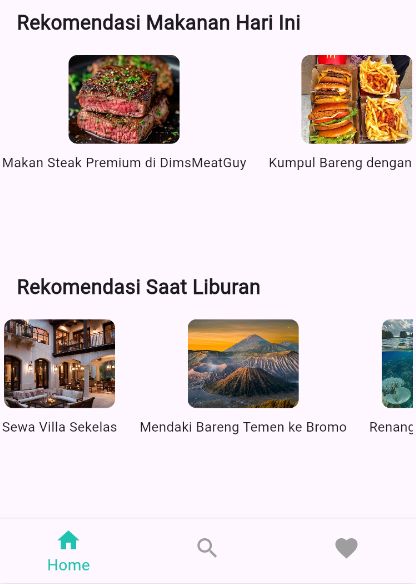 Rekomendasi Makanan Hari Ini
Makan Steak Premium di DimsMeatGuy
Kumpul Bareng dengan
Rekomendasi Saat Liburan
Sewa Villa Sekelas
Mendaki Bareng Temen ke Bromo
Renang
Home